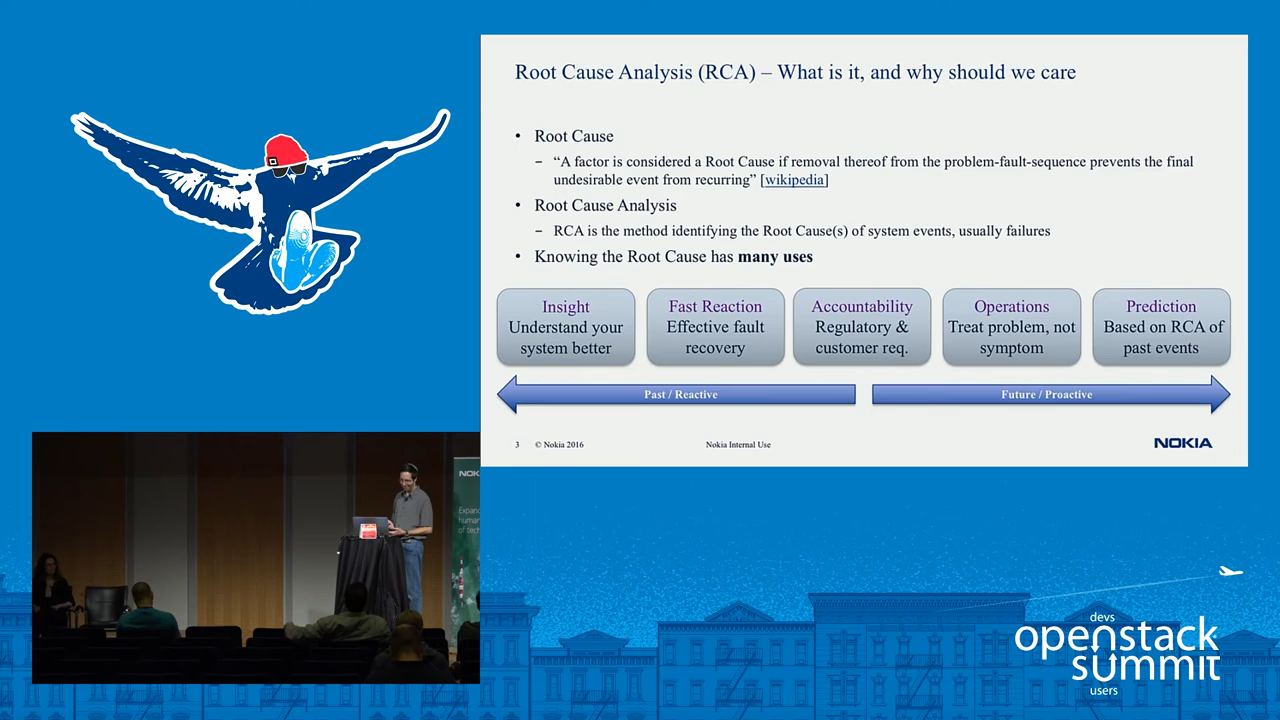 Root Cause Analysis (RCA) – What is it, and why should we care
• Root Cause
– “A factor is considered a Root Cause if removal thereof from the problem-fault-sequence prevents the final
undesirable event from recurring” [wikipedia]
• Root Cause Analysis
– RCA is the method identifying the Root Cause(s) of system events, usually failures
• Knowing the Root Cause has many uses
Insight
Understand your
system better
Fast Reaction
Effective fault
recovery
Accountability
Regulatory &
customer req.
Operations
Treat problem, not
symptom
Prediction
Based on RCA of
past events
Past / Reactive
Future / Proactive
3 © Nokia 2016 Nokia Internal Use NOKIA
NOK
Expand
human
of tech
devs
openstack
summit
users